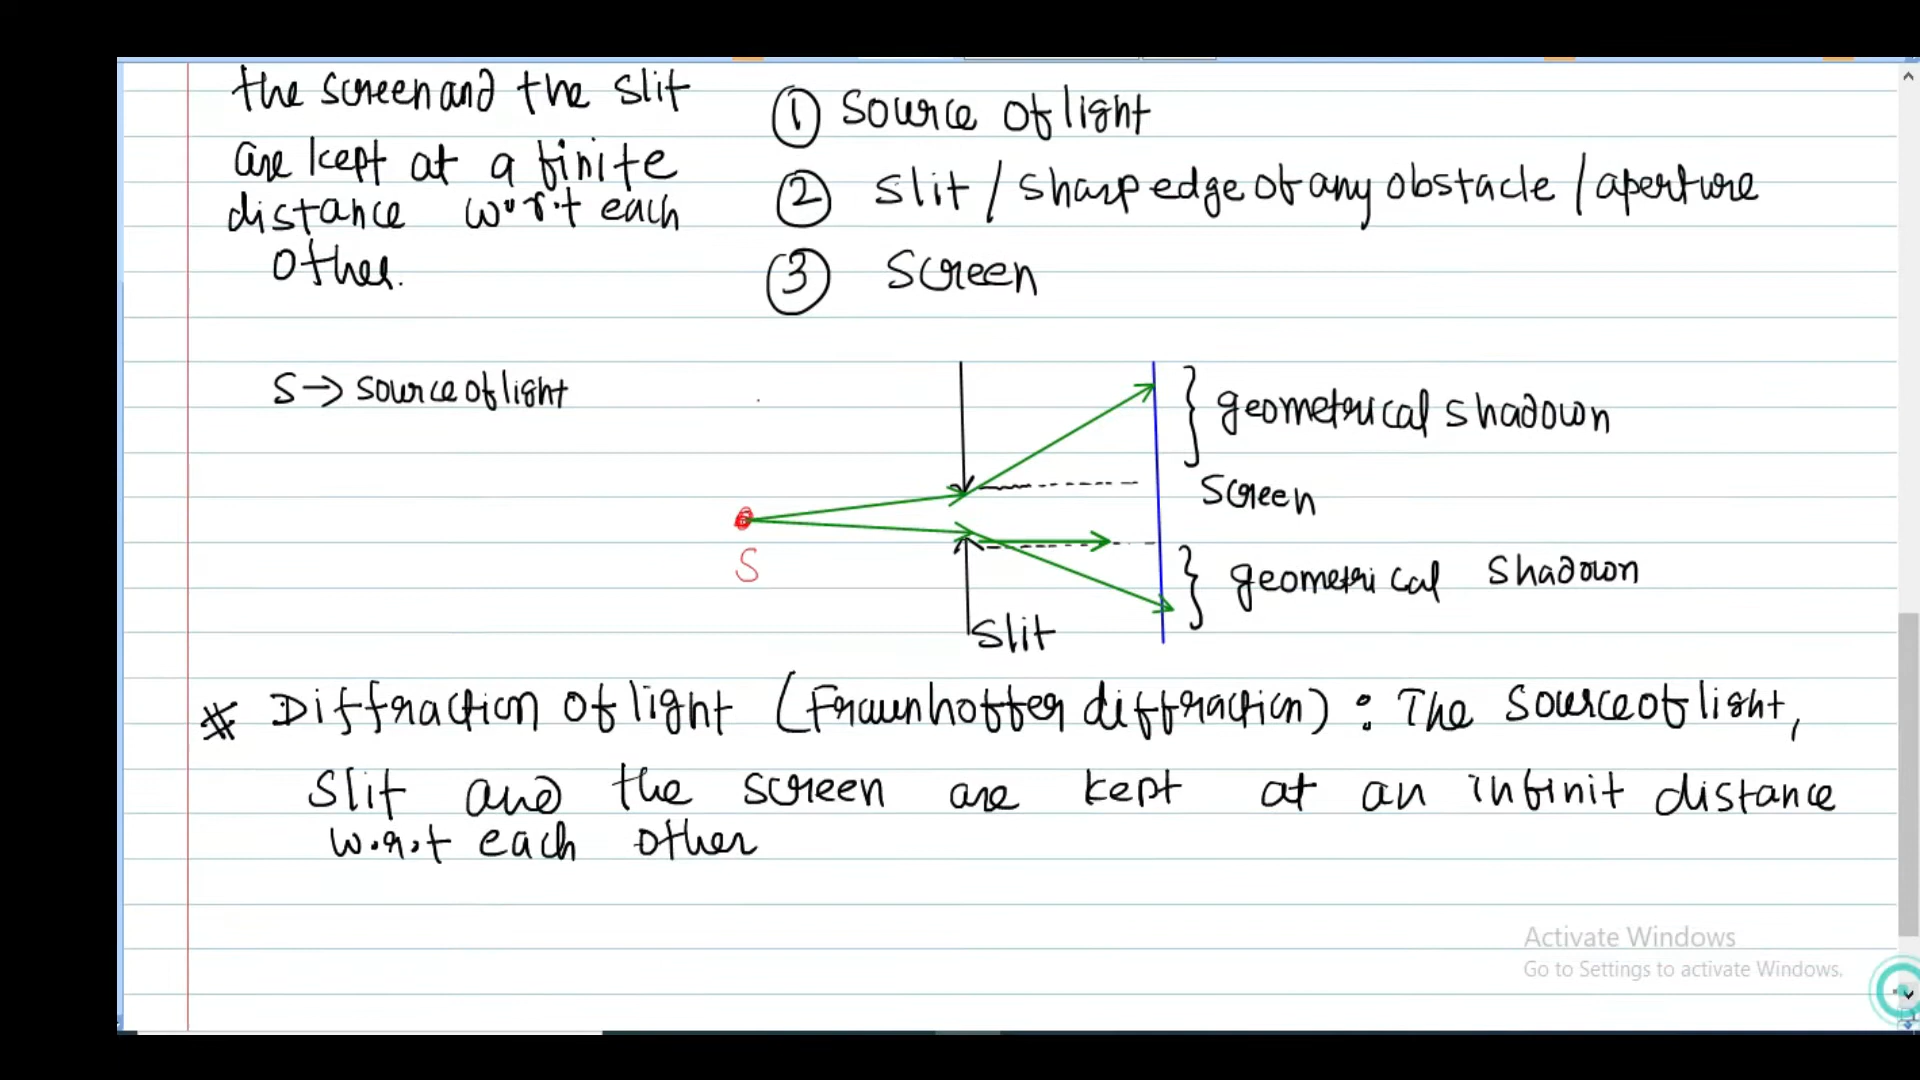 the screen and the slit
are kept at a finite
distance w.r.t each
other.
① Source of light
② Slit / Sharp edge of any obstacle / aperture
③ Screen
S → source of light
geometrical shadown
Screen
S
geometrical shadown
Slit
* Diffraction of light (Fraunhoffer diffraction) : The Source of light,
Slit and the screen are kept at an infinit distance
w.r.t each other
Activate Windows
Go to Settings to activate Windows.